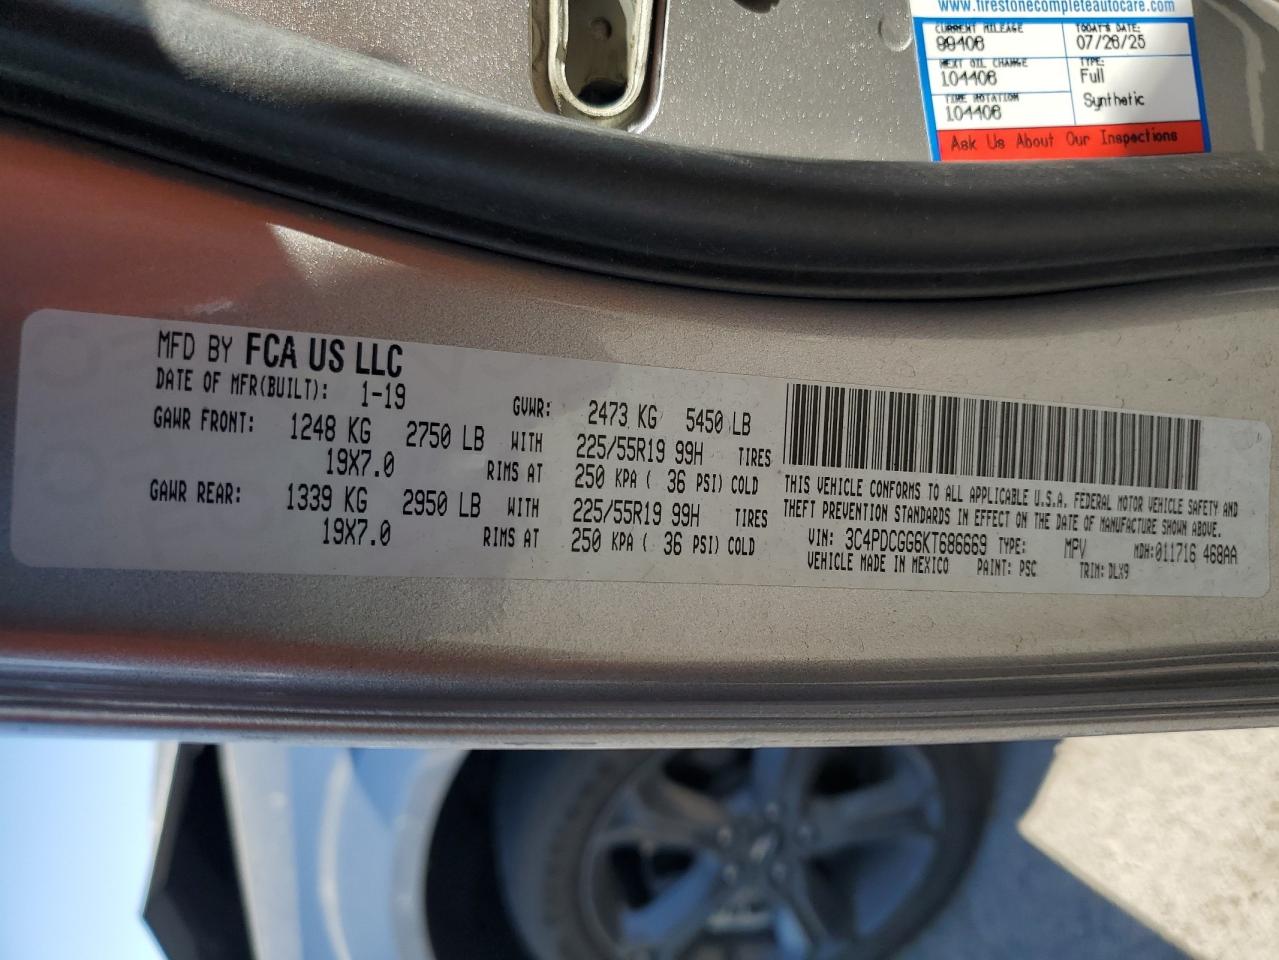 www.firestonecompleteautocare.com
CURRENT MILEAGE
99406
TODAY'S DATE:
07/26/25
NEXT OIL CHANGE
104406
TYPE:
Full
Synthetic
TIRE ROTATION
104406
Ask Us About Our Inspections
MFD BY FCA US LLC
DATE OF MFR(BUILT): 1-19
GVWR: 2473 KG 5450 LB
GAWR FRONT: 1248 KG 2750 LB WITH 225/55R19 99H TIRES
19X7.0 RIMS AT 250 KPA ( 36 PSI) COLD
GAWR REAR: 1339 KG 2950 LB WITH 225/55R19 99H TIRES
19X7.0 RIMS AT 250 KPA ( 36 PSI) COLD
THIS VEHICLE CONFORMS TO ALL APPLICABLE U.S.A. FEDERAL MOTOR VEHICLE SAFETY AND
THEFT PREVENTION STANDARDS IN EFFECT ON THE DATE OF MANUFACTURE SHOWN ABOVE.
VIN: 3C4PDCGG6KT686669 TYPE: MPV MDH:011716 468AA
VEHICLE MADE IN MEXICO PAINT: PSC TRIM: DLX9